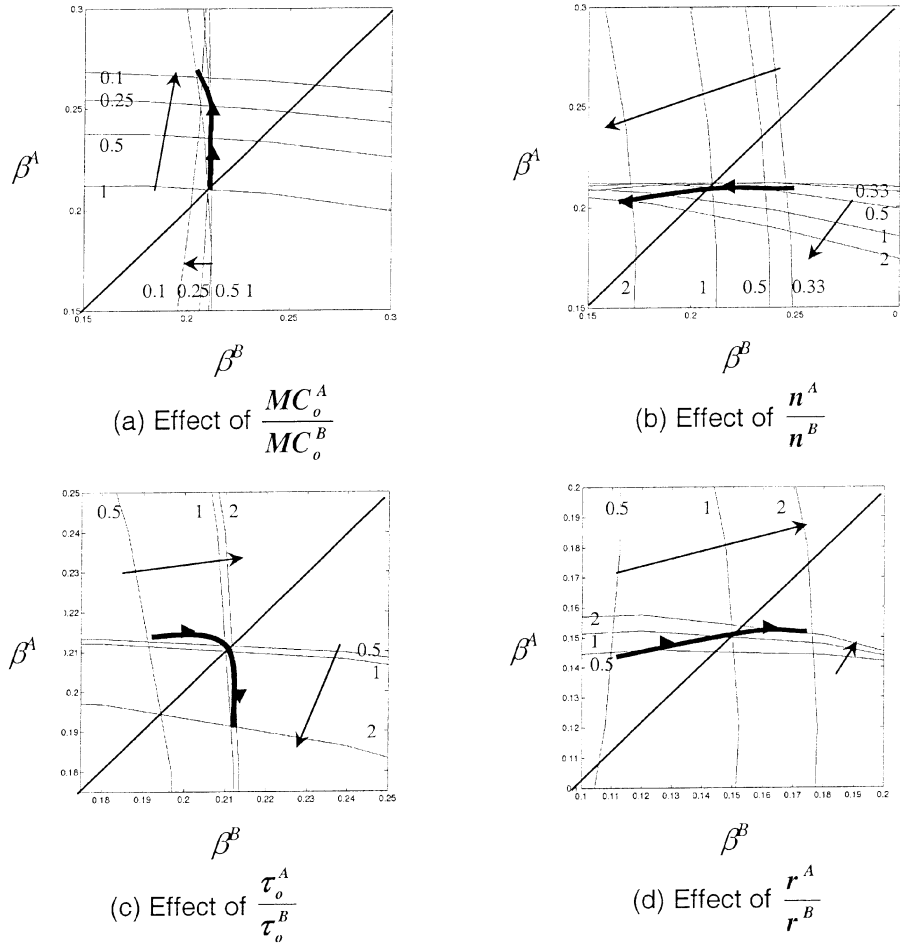 0.3
0.1
0.25
0.25
0.5
β^A
0.2
1
0.1 0.25 0.5 1
0.15
0.15 0.2 0.25 0.3
β^B
(a) Effect of MC_o^A / MC_o^B
0.3
0.25
β^A
0.33
0.2
0.5
1
2
2 1 0.5 0.33
0.15
0.15 0.2 0.25
β^B
(b) Effect of n^A / n^B
0.25
0.5 1 2
0.24
0.23
0.22
β^A
0.21
0.5
1
0.2
0.19
2
0.18
0.18 0.19 0.2 0.21 0.22 0.23 0.24 0.25
β^B
(c) Effect of τ_o^A / τ_o^B
0.2
0.5 1 2
0.19
0.18
0.17
0.16
2
β^A
0.15
1
0.14
0.5
0.13
0.12
0.11
0.1 0.11 0.12 0.13 0.14 0.15 0.16 0.17 0.18 0.19 0.2
β^B
(d) Effect of r^A / r^B